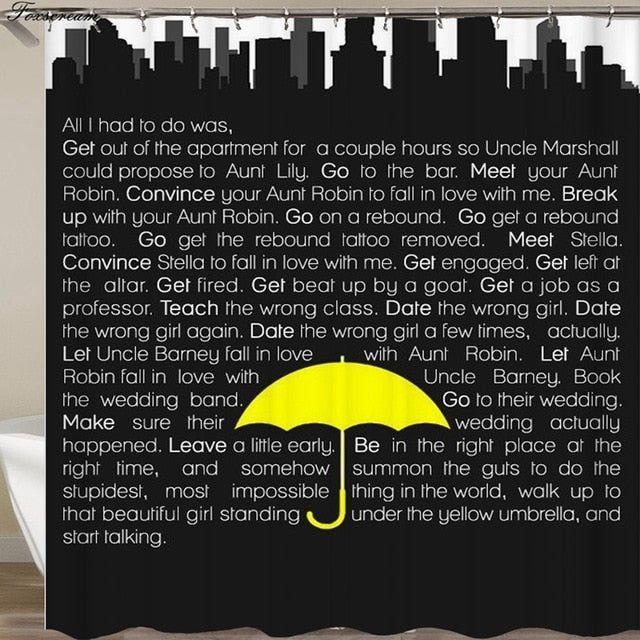 Foxscream
All I had to do was,
Get out of the apartment for a couple hours so Uncle Marshall
could propose to Aunt Lily. Go to the bar. Meet your Aunt
Robin. Convince your Aunt Robin to fall in love with me. Break
up with your Aunt Robin. Go on a rebound. Go get a rebound
tattoo. Go get the rebound tattoo removed. Meet Stella.
Convince Stella to fall in love with me. Get engaged. Get left at
the altar. Get fired. Get beat up by a goat. Get a job as a
professor. Teach the wrong class. Date the wrong girl. Date
the wrong girl again. Date the wrong girl a few times, actually.
Let Uncle Barney fall in love with Aunt Robin. Let Aunt
Robin fall in love with Uncle Barney. Book
the wedding band. Go to their wedding.
Make sure their wedding actually
happened. Leave a little early. Be in the right place at the
right time, and somehow summon the guts to do the
stupidest, most impossible thing in the world, walk up to
that beautiful girl standing under the yellow umbrella, and
start talking.